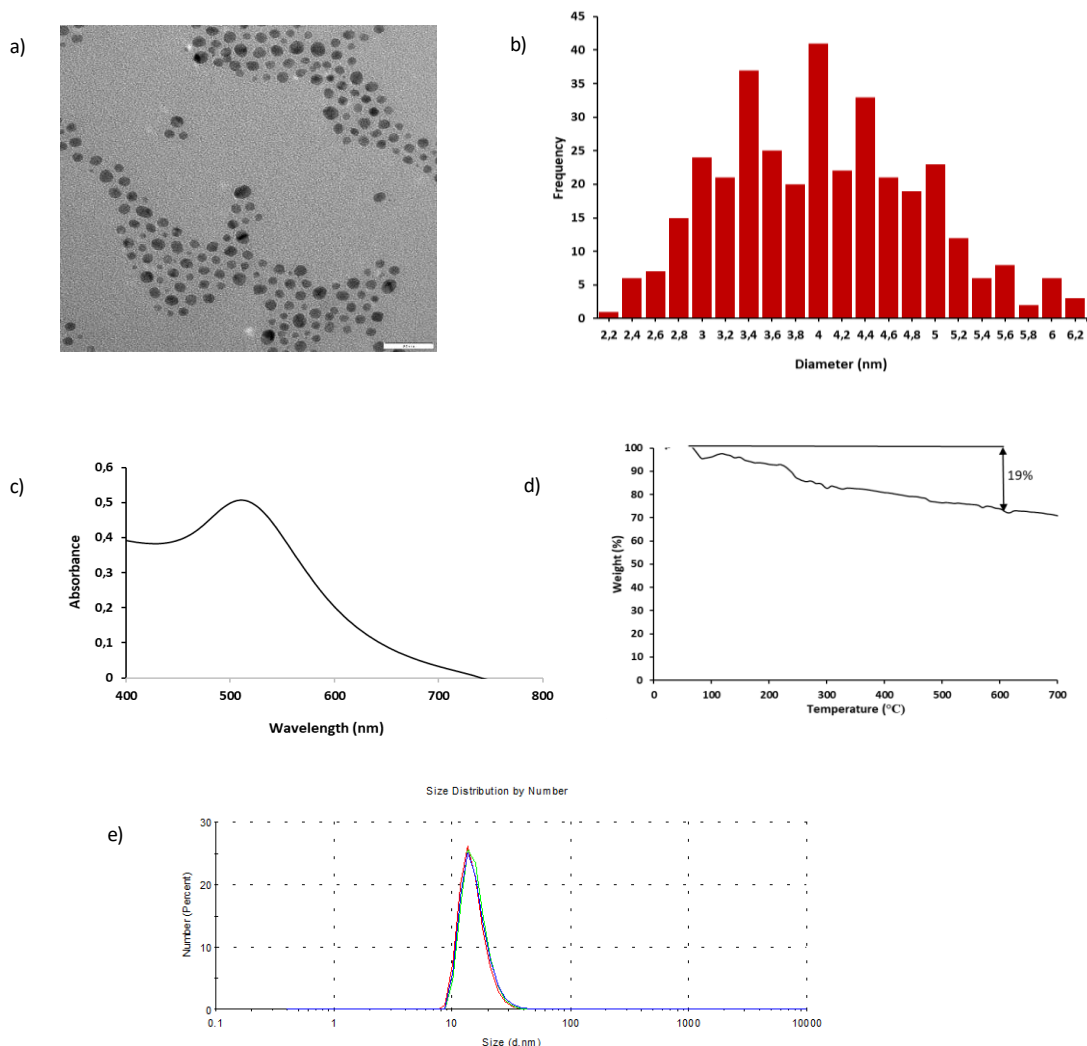 a)
b)
Frequency
45
40
35
30
25
20
15
10
5
0
2,2 2,4 2,6 2,8 3 3,2 3,4 3,6 3,8 4 4,2 4,4 4,6 4,8 5 5,2 5,4 5,6 5,8 6 6,2
Diameter (nm)
c)
Absorbance
0,6
0,5
0,4
0,3
0,2
0,1
0
400 500 600 700 800
Wavelength (nm)
d)
Weight (%)
100
90
80
70
60
50
40
30
20
10
0
19%
0 100 200 300 400 500 600 700
Temperature (°C)
e)
Size Distribution by Number
Number (Percent)
30
20
10
0
0.1 1 10 100 1000 10000
Size (d.nm)